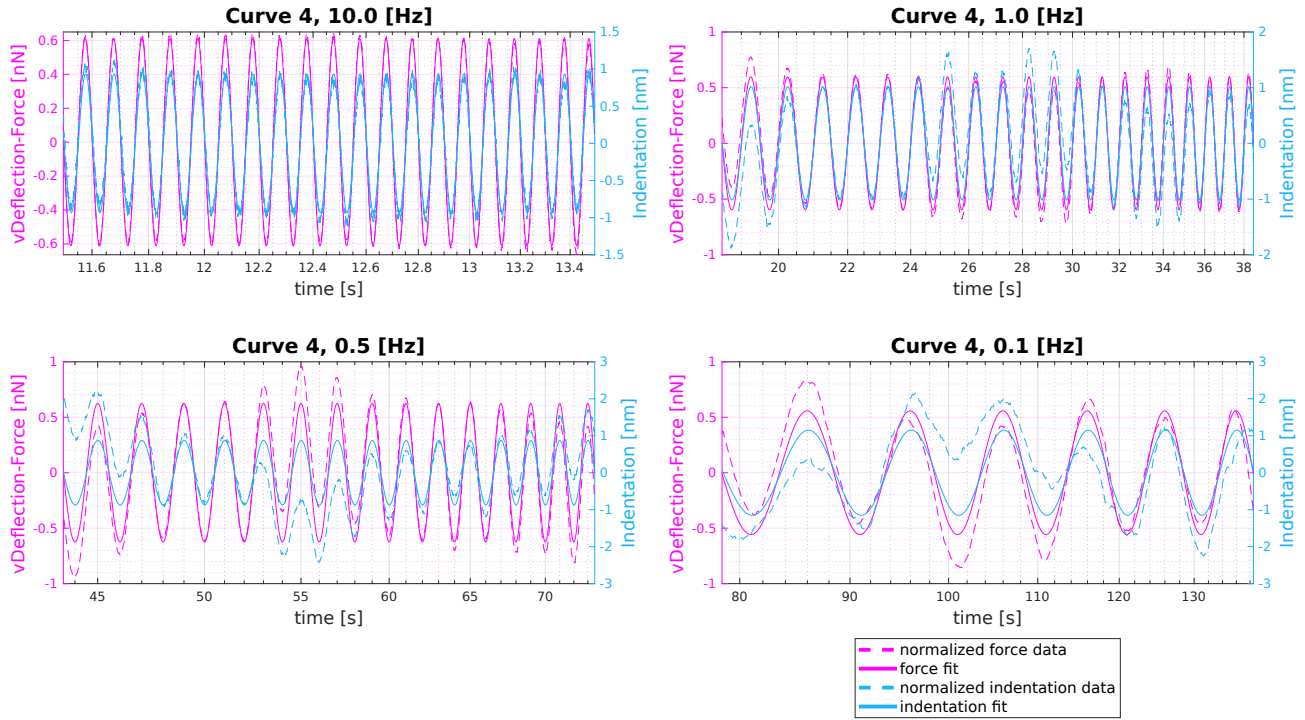 Curve 4, 10.0 [Hz]
vDeflection-Force [nN]
0.6
0.4
0.2
0
-0.2
-0.4
-0.6
1.5
1
0.5
0
-0.5
-1
-1.5
Indentation [nm]
11.6 11.8 12 12.2 12.4 12.6 12.8 13 13.2 13.4
time [s]
Curve 4, 1.0 [Hz]
vDeflection-Force [nN]
1
0.5
0
-0.5
-1
2
1
0
-1
-2
Indentation [nm]
20 22 24 26 28 30 32 34 36 38
time [s]
Curve 4, 0.5 [Hz]
vDeflection-Force [nN]
1
0.5
0
-0.5
-1
3
2
1
0
-1
-2
-3
Indentation [nm]
45 50 55 60 65 70
time [s]
Curve 4, 0.1 [Hz]
vDeflection-Force [nN]
1
0.5
0
-0.5
-1
3
2
1
0
-1
-2
-3
Indentation [nm]
80 90 100 110 120 130
time [s]
normalized force data
force fit
normalized indentation data
indentation fit